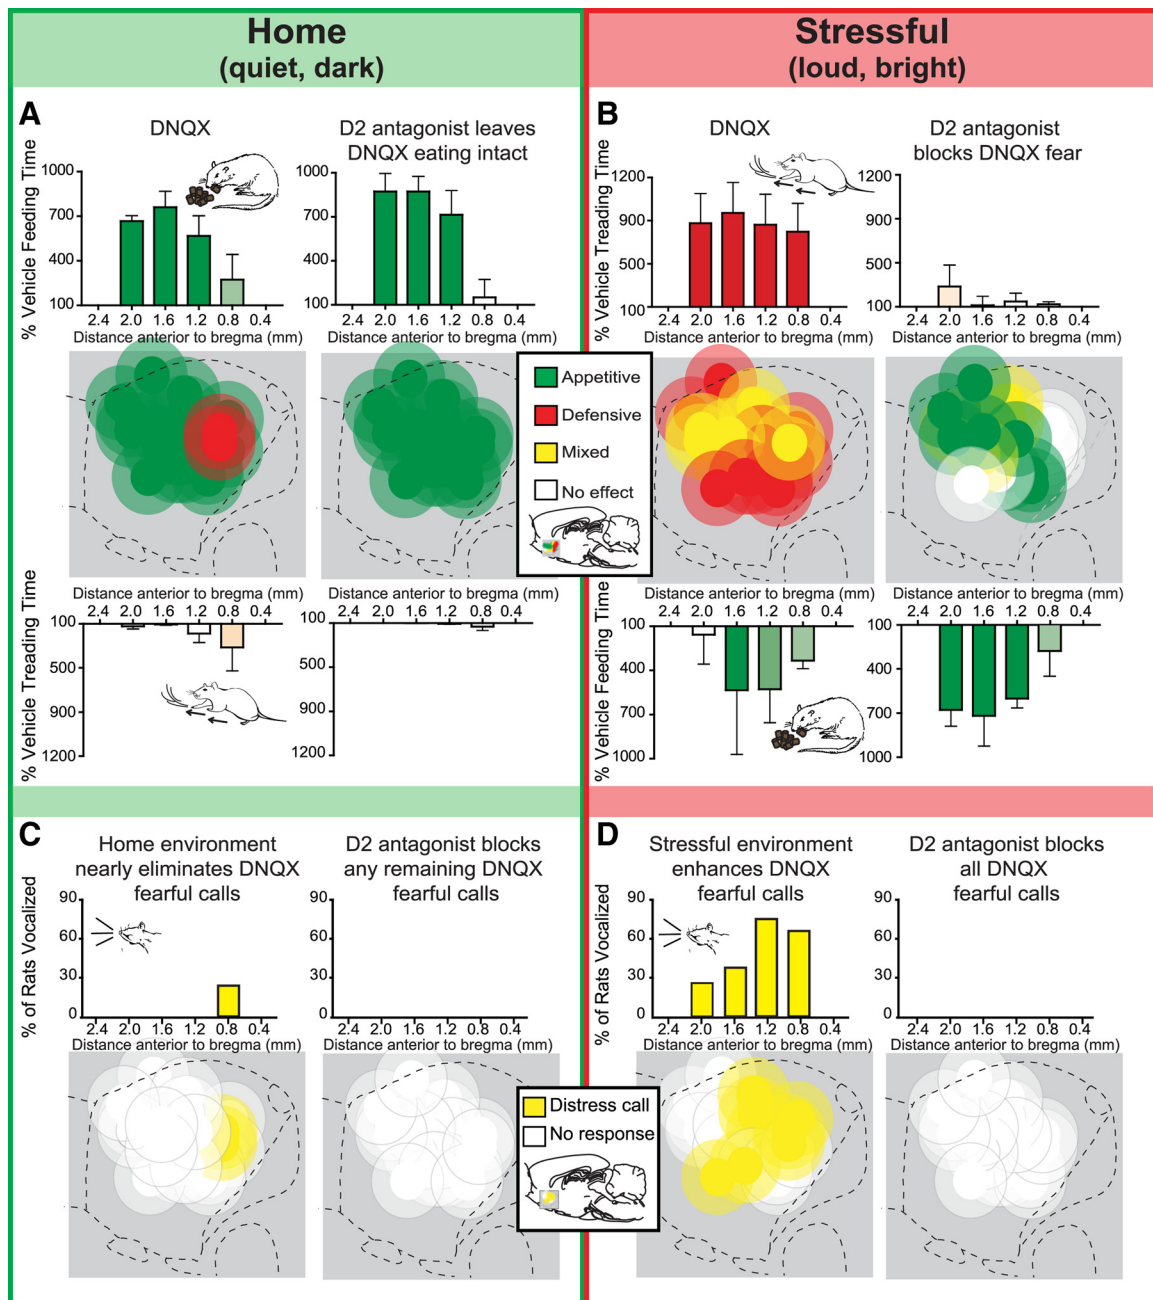 Home
(quiet, dark)
Stressful
(loud, bright)
A
DNQX
D2 antagonist leaves
DNQX eating intact
% Vehicle Feeding Time
1000
700
400
100
2.4 2.0 1.6 1.2 0.8 0.4
Distance anterior to bregma (mm)
1000
700
400
100
2.4 2.0 1.6 1.2 0.8 0.4
Distance anterior to bregma (mm)
B
DNQX
D2 antagonist
blocks DNQX fear
% Vehicle Treading Time
1200
900
500
100
2.4 2.0 1.6 1.2 0.8 0.4
Distance anterior to bregma (mm)
1200
900
500
100
2.4 2.0 1.6 1.2 0.8 0.4
Distance anterior to bregma (mm)
Appetitive
Defensive
Mixed
No effect
Distance anterior to bregma (mm)
2.4 2.0 1.6 1.2 0.8 0.4
% Vehicle Treading Time
100
500
900
1200
Distance anterior to bregma (mm)
2.4 2.0 1.6 1.2 0.8 0.4
100
500
900
1200
Distance anterior to bregma (mm)
2.4 2.0 1.6 1.2 0.8 0.4
% Vehicle Feeding Time
100
400
700
1000
Distance anterior to bregma (mm)
2.4 2.0 1.6 1.2 0.8 0.4
100
400
700
1000
C
Home environment
nearly eliminates DNQX
fearful calls
D2 antagonist blocks
any remaining DNQX
fearful calls
% of Rats Vocalized
90
60
30
0
2.4 2.0 1.6 1.2 0.8 0.4
Distance anterior to bregma (mm)
90
60
30
0
2.4 2.0 1.6 1.2 0.8 0.4
Distance anterior to bregma (mm)
D
Stressful environment
enhances DNQX
fearful calls
D2 antagonist blocks
all DNQX
fearful calls
% of Rats Vocalized
90
60
30
0
2.4 2.0 1.6 1.2 0.8 0.4
Distance anterior to bregma (mm)
90
60
30
0
2.4 2.0 1.6 1.2 0.8 0.4
Distance anterior to bregma (mm)
Distress call
No response